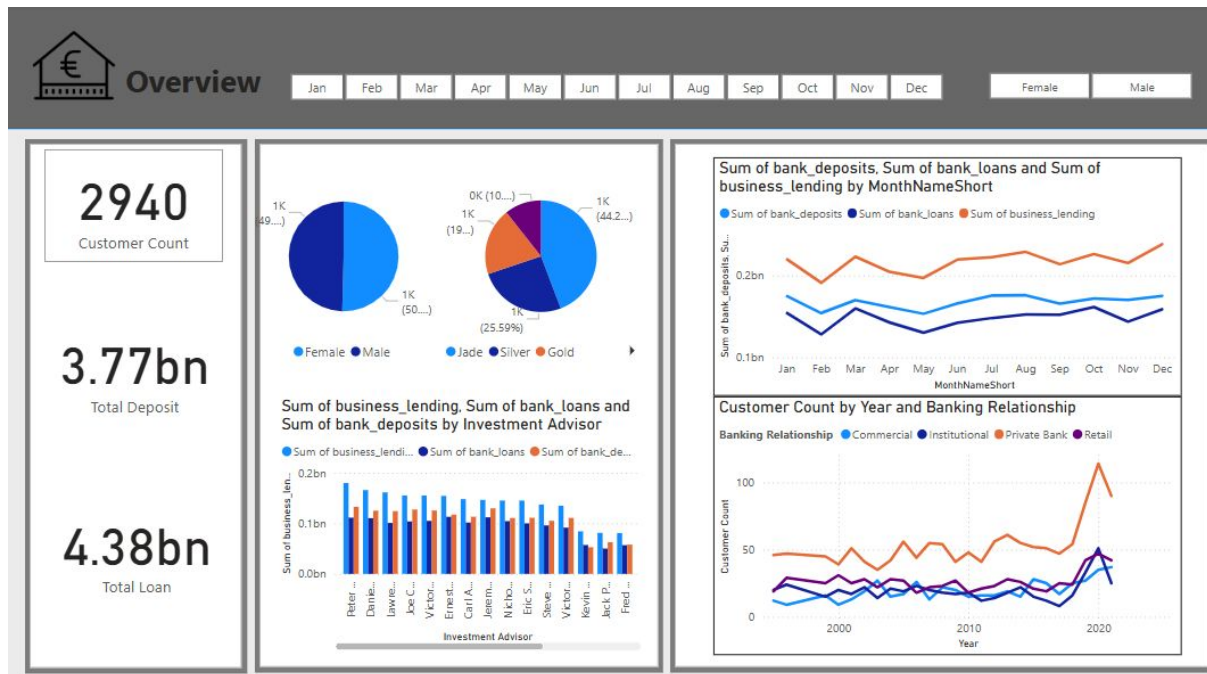 €
Overview
Jan Feb Mar Apr May Jun Jul Aug Sep Oct Nov Dec
Female Male
2940
Customer Count
3.77bn
Total Deposit
4.38bn
Total Loan
1K
49...)
1K
(50....)
Female Male
0K (10....)
1K
(19...)
1K
(44.2...)
1K
(25.59%)
Jade Silver Gold
Sum of business_lending, Sum of bank_loans and
Sum of bank_deposits by Investment Advisor
Sum of business_lendi... Sum of bank_loans Sum of bank_de...
Sum of business_len...
0.2bn
0.1bn
0.0bn
Peter ... Danie... Lawre... Joe C... Victor... Ernest... Carl A... Jerem... Nicho... Eric S... Steve ... Victor... Kevin ... Jack P... Fred ...
Investment Advisor
Sum of bank_deposits, Sum of bank_loans and Sum of
business_lending by MonthNameShort
Sum of bank_deposits Sum of bank_loans Sum of business_lending
Sum of bank_deposits, Su...
0.2bn
0.1bn
Jan Feb Mar Apr May Jun Jul Aug Sep Oct Nov Dec
MonthNameShort
Customer Count by Year and Banking Relationship
Banking Relationship Commercial Institutional Private Bank Retail
Customer Count
100
50
0
2000 2010 2020
Year